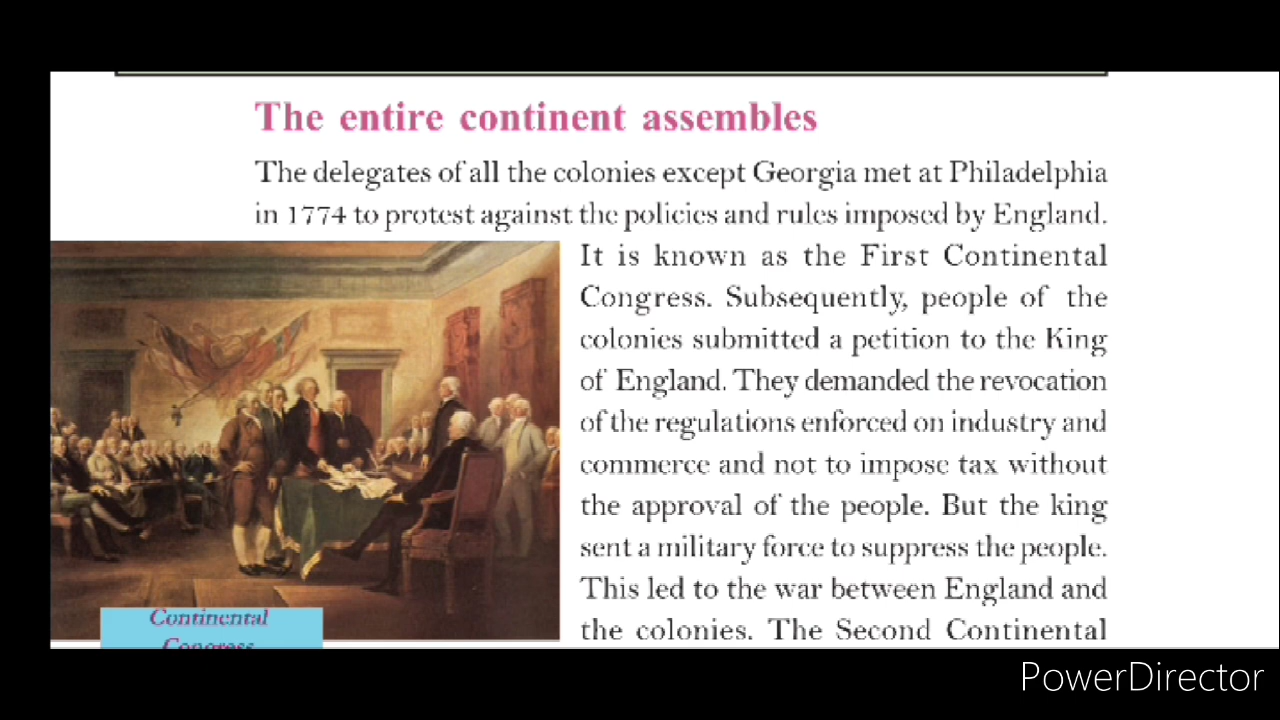 The entire continent assembles
The delegates of all the colonies except Georgia met at Philadelphia
in 1774 to protest against the policies and rules imposed by England.
It is known as the First Continental
Congress. Subsequently, people of the
colonies submitted a petition to the King
of England. They demanded the revocation
of the regulations enforced on industry and
commerce and not to impose tax without
the approval of the people. But the king
sent a military force to suppress the people.
This led to the war between England and
the colonies. The Second Continental
Continental
Congress
PowerDirector